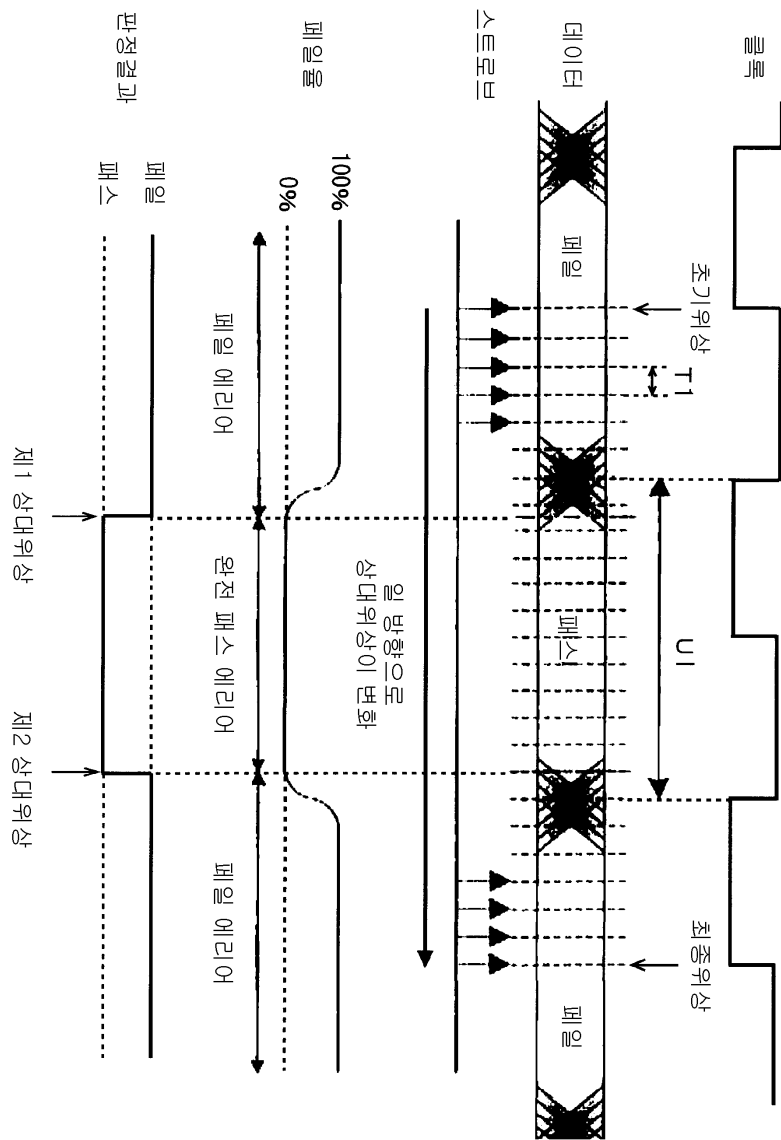 클록
UI
초기위상
T1
최종위상
데이터
페일
패스
페일
스트로브
일 방향으로
상대위상이 변화
페일율
100%
0%
페일 에리어
완전 패스 에리어
페일 에리어
판정결과
페일
패스
제1 상대위상
제2 상대위상